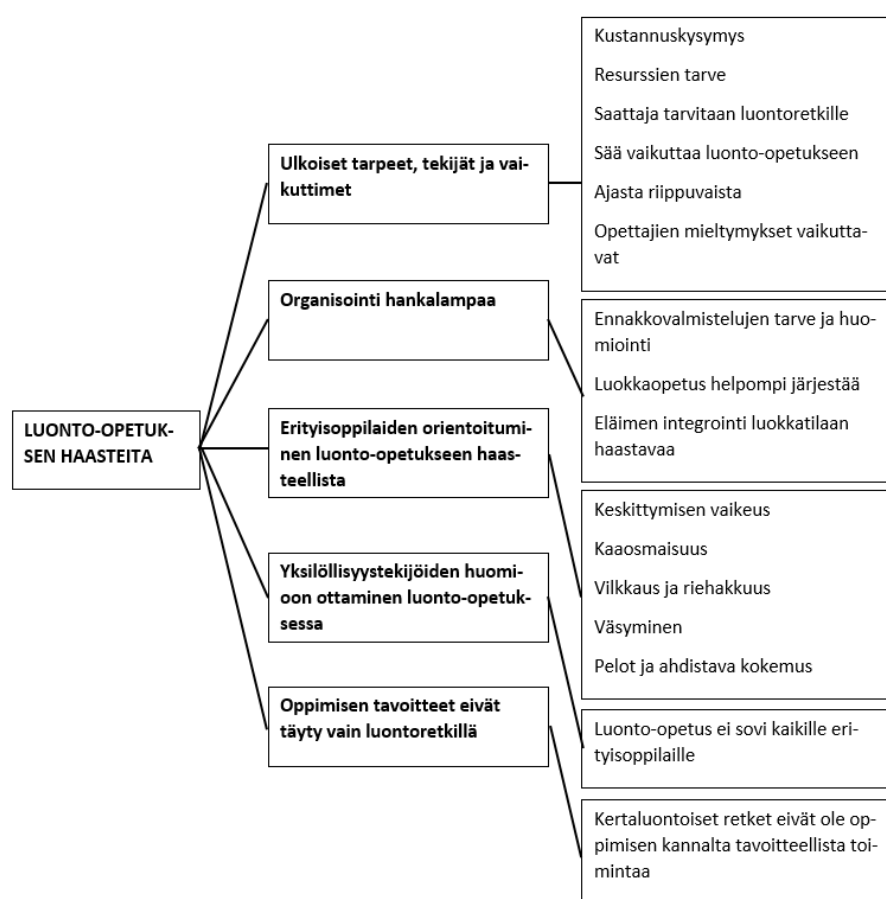 LUONTO-OPETUK-
SEN HAASTEITA
Ulkoiset tarpeet, tekijät ja vai-
kuttimet
Kustannuskysymys
Resurssien tarve
Saattaja tarvitaan luontoretkille
Sää vaikuttaa luonto-opetukseen
Ajasta riippuvaista
Opettajien mieltymykset vaikutta-
vat
Organisointi hankalampaa
Ennakkovalmistelujen tarve ja huo-
miointi
Luokkaopetus helpompi järjestää
Eläimen integrointi luokkatilaan
haastavaa
Erityisoppilaiden orientoitumi-
nen luonto-opetukseen haas-
teellista
Keskittymisen vaikeus
Kaaosmaisuus
Vilkkaus ja riehakkuus
Väsyminen
Pelot ja ahdistava kokemus
Yksilöllisyystekijöiden huomi-
oon ottaminen luonto-opetuk-
sessa
Luonto-opetus ei sovi kaikille eri-
tyisoppilaille
Oppimisen tavoitteet eivät
täyty vain luontoretkillä
Kertaluontoiset retket eivät ole op-
pimisen kannalta tavoitteellista toi-
mintaa